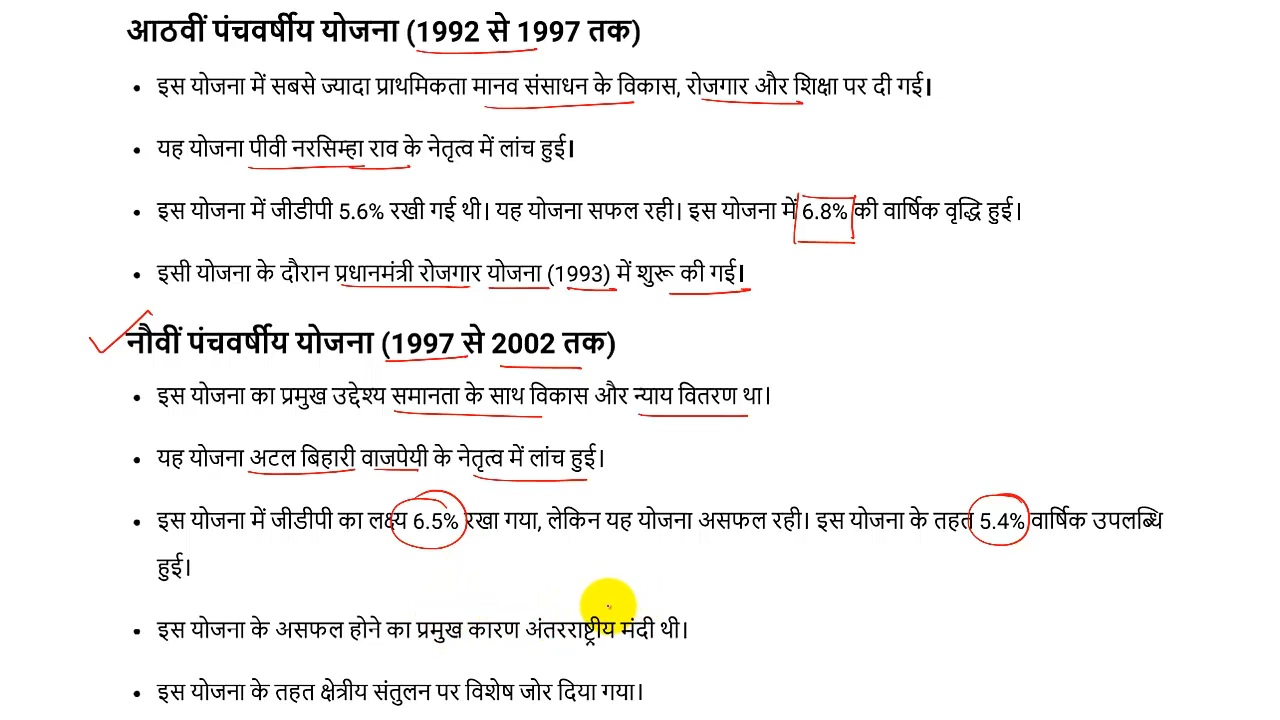 आठवीं पंचवर्षीय योजना (1992 से 1997 तक)
• इस योजना में सबसे ज्यादा प्राथमिकता मानव संसाधन के विकास, रोजगार और शिक्षा पर दी गई।
• यह योजना पीवी नरसिम्हा राव के नेतृत्व में लांच हुई।
• इस योजना में जीडीपी 5.6% रखी गई थी। यह योजना सफल रही। इस योजना में 6.8% की वार्षिक वृद्धि हुई।
• इसी योजना के दौरान प्रधानमंत्री रोजगार योजना (1993) में शुरू की गई।
नौवीं पंचवर्षीय योजना (1997 से 2002 तक)
• इस योजना का प्रमुख उद्देश्य समानता के साथ विकास और न्याय वितरण था।
• यह योजना अटल बिहारी वाजपेयी के नेतृत्व में लांच हुई।
• इस योजना में जीडीपी का लक्ष्य 6.5% रखा गया, लेकिन यह योजना असफल रही। इस योजना के तहत 5.4% वार्षिक उपलब्धि
हुई।
• इस योजना के असफल होने का प्रमुख कारण अंतरराष्ट्रीय मंदी थी।
• इस योजना के तहत क्षेत्रीय संतुलन पर विशेष जोर दिया गया।